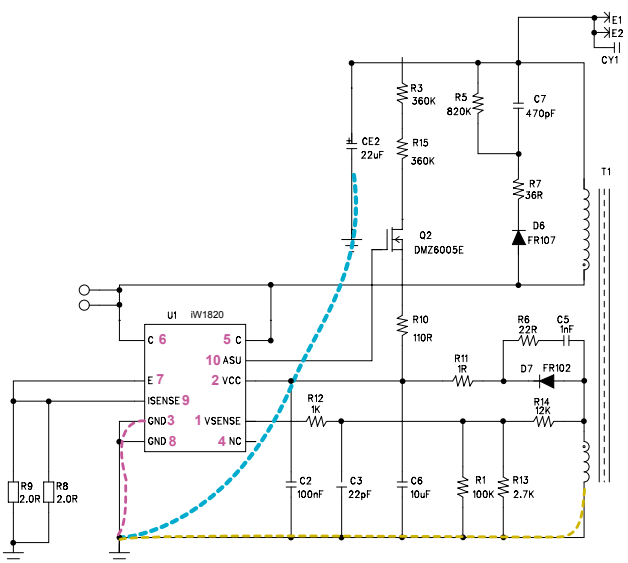 E1
E2
CY1
R3
360K
R5
820K
C7
470pF
CE2
22uF
R15
360K
T1
R7
36R
Q2
DMZ6005E
D6
FR107
U1 iW1820
C 6
5 C
10 ASU
R10
110R
R6
22R
C5
1nF
E 7
2 VCC
R11
1R
D7 FR102
ISENSE 9
GND 3
1 VSENSE
R12
1K
R14
12K
GND 8
4 NC
R9
2.0R
R8
2.0R
C2
100nF
C3
22pF
C6
10uF
R1
100K
R13
2.7K